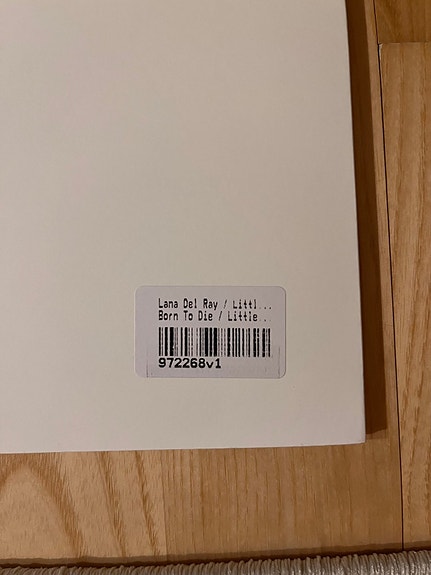 Lana Del Ray / Littl...
Born To Die / Little...
972268v1